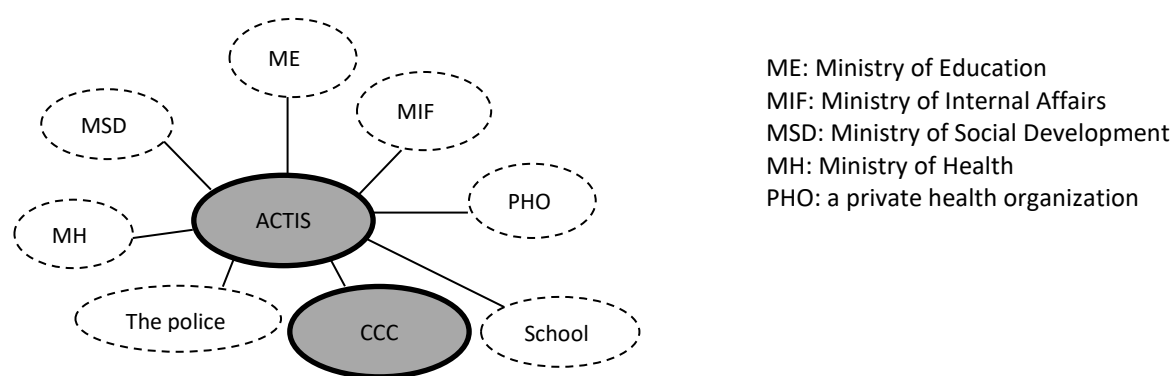 ME
MIF
MSD
PHO
ACTIS
MH
The police
CCC
School
ME: Ministry of Education
MIF: Ministry of Internal Affairs
MSD: Ministry of Social Development
MH: Ministry of Health
PHO: a private health organization